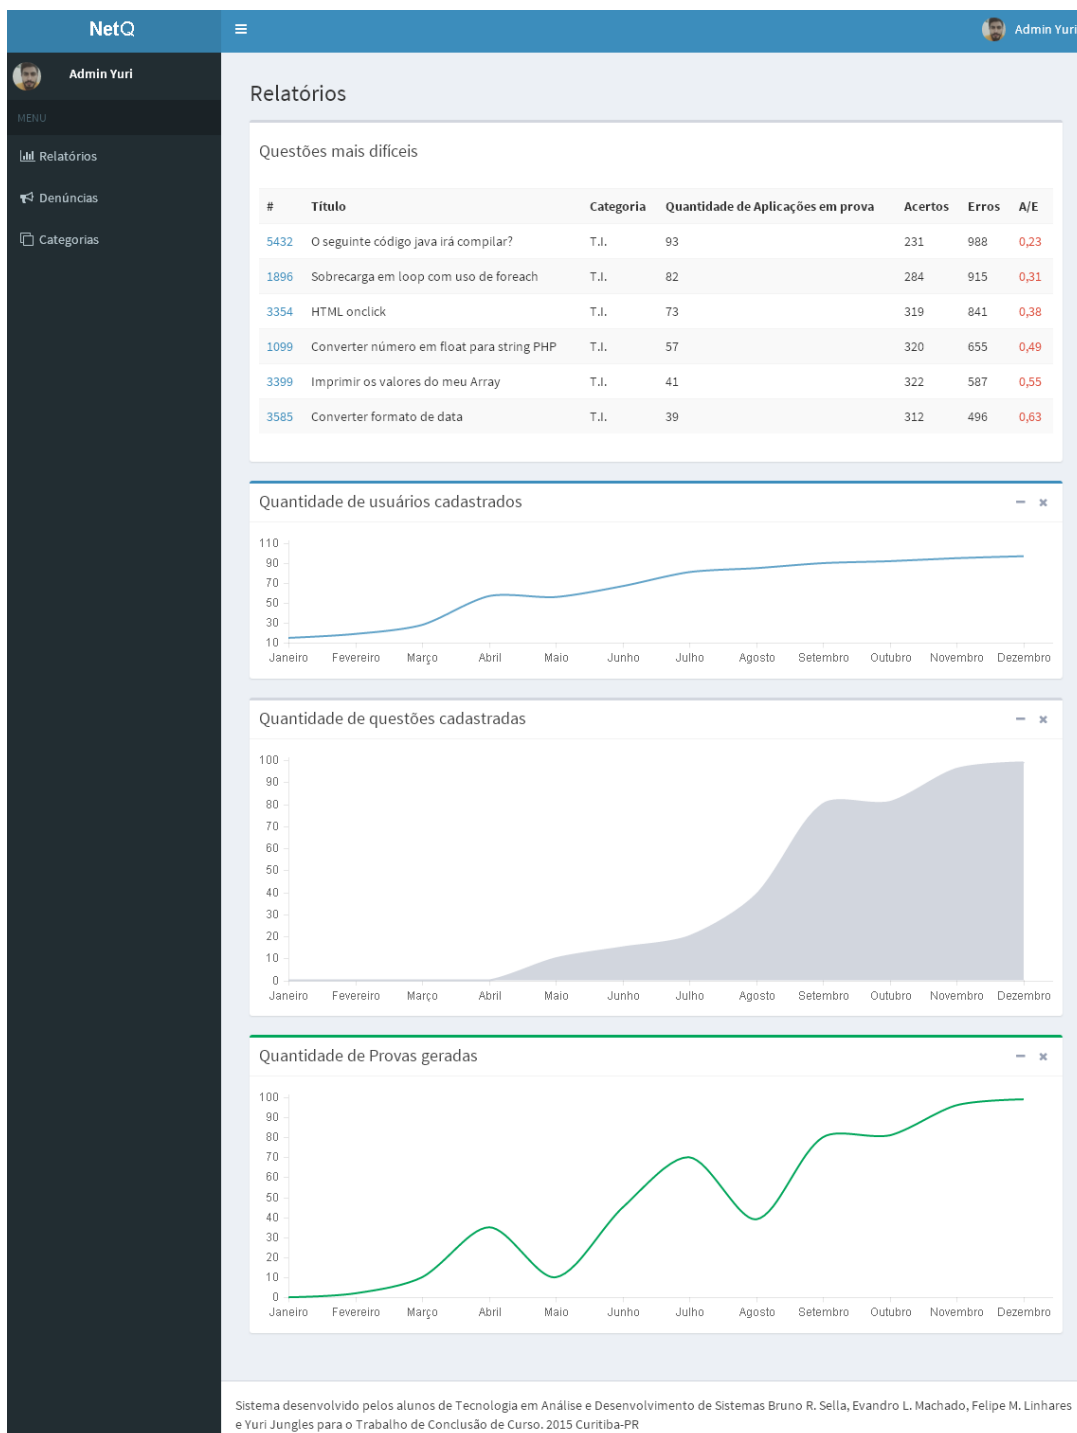 NetQ
Admin Yuri
Admin Yuri
MENU
Relatórios
Denúncias
Categorias
Relatórios
Questões mais difíceis
# Título Categoria Quantidade de Aplicações em prova Acertos Erros A/E
5432 O seguinte código java irá compilar? T.I. 93 231 988 0,23
1896 Sobrecarga em loop com uso de foreach T.I. 82 284 915 0,31
3354 HTML onclick T.I. 73 319 841 0,38
1099 Converter número em float para string PHP T.I. 57 320 655 0,49
3399 Imprimir os valores do meu Array T.I. 41 322 587 0,55
3585 Converter formato de data T.I. 39 312 496 0,63
Quantidade de usuários cadastrados
110
90
70
50
30
10
Janeiro Fevereiro Março Abril Maio Junho Julho Agosto Setembro Outubro Novembro Dezembro
Quantidade de questões cadastradas
100
90
80
70
60
50
40
30
20
10
0
Janeiro Fevereiro Março Abril Maio Junho Julho Agosto Setembro Outubro Novembro Dezembro
Quantidade de Provas geradas
100
90
80
70
60
50
40
30
20
10
0
Janeiro Fevereiro Março Abril Maio Junho Julho Agosto Setembro Outubro Novembro Dezembro
Sistema desenvolvido pelos alunos de Tecnologia em Análise e Desenvolvimento de Sistemas Bruno R. Sella, Evandro L. Machado, Felipe M. Linhares
e Yuri Jungles para o Trabalho de Conclusão de Curso. 2015 Curitiba-PR